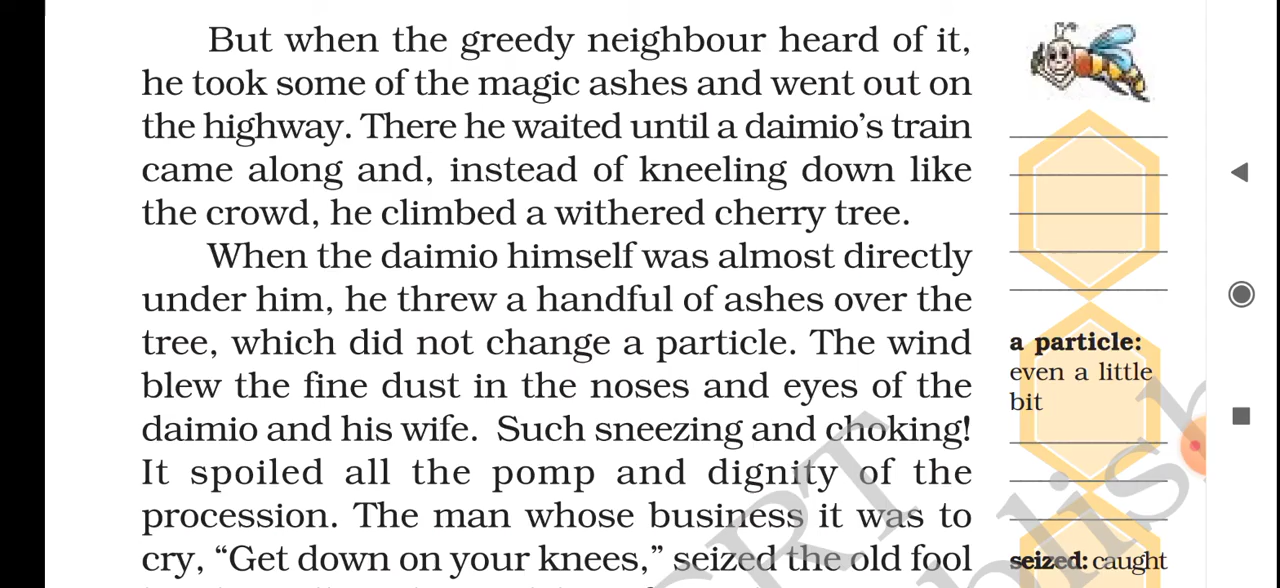 But when the greedy neighbour heard of it,
he took some of the magic ashes and went out on
the highway. There he waited until a daimio's train
came along and, instead of kneeling down like
the crowd, he climbed a withered cherry tree.
When the daimio himself was almost directly
under him, he threw a handful of ashes over the
tree, which did not change a particle. The wind
blew the fine dust in the noses and eyes of the
daimio and his wife. Such sneezing and choking!
It spoiled all the pomp and dignity of the
procession. The man whose business it was to
cry, “Get down on your knees,” seized the old fool
a particle:
even a little
bit
seized: caught